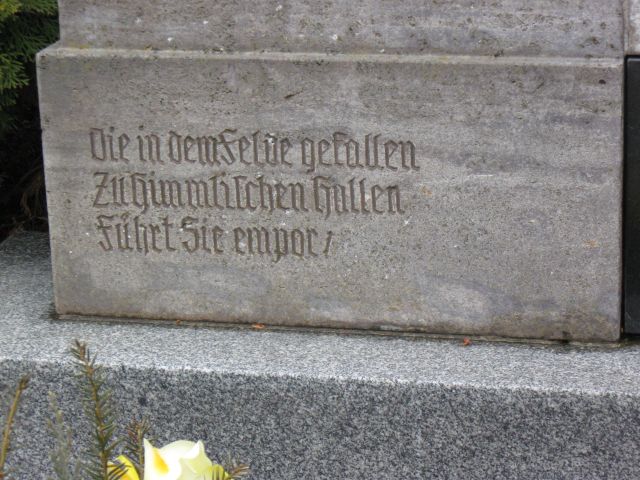 Die in dem Felde gefallen
Zu Himmlischen Hallen
Führt Sie empor,